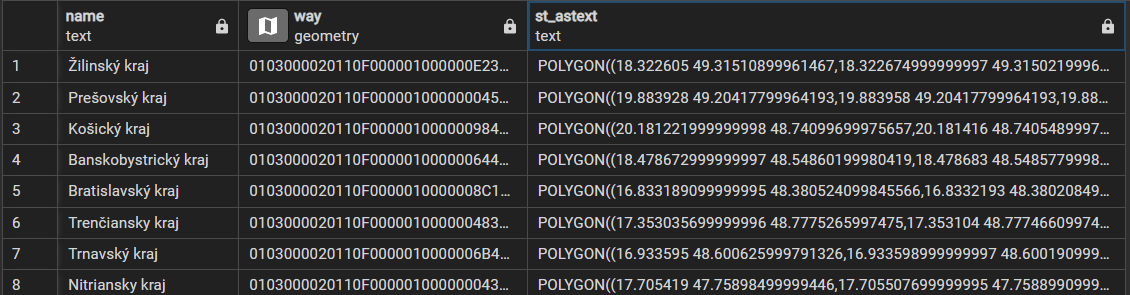 name way st_astext
text geometry text
1 Žilinský kraj 0103000020110F000001000000E23... POLYGON((18.322605 49.31510899961467,18.322674999999997 49.3150219996...
2 Prešovský kraj 0103000020110F000001000000045... POLYGON((19.883928 49.20417799964193,19.883958 49.20417799964193,19.88...
3 Košický kraj 0103000020110F000001000000984... POLYGON((20.181221999999998 48.74099699975657,20.181416 48.7405489997...
4 Banskobystrický kraj 0103000020110F000001000000644... POLYGON((18.478672999999997 48.54860199980419,18.478683 48.5485779998...
5 Bratislavský kraj 0103000020110F0000010000008C1... POLYGON((16.833189099999995 48.380524099845566,16.8332193 48.38020849...
6 Trenčiansky kraj 0103000020110F000001000000483... POLYGON((17.353035699999996 48.7775265997475,17.353104 48.77746609974...
7 Trnavský kraj 0103000020110F0000010000006B4... POLYGON((16.933595 48.600625999791326,16.933598999999997 48.600190999...
8 Nitriansky kraj 0103000020110F000001000000043... POLYGON((17.705419 47.75898499999446,17.705507699999995 47.7588990999...